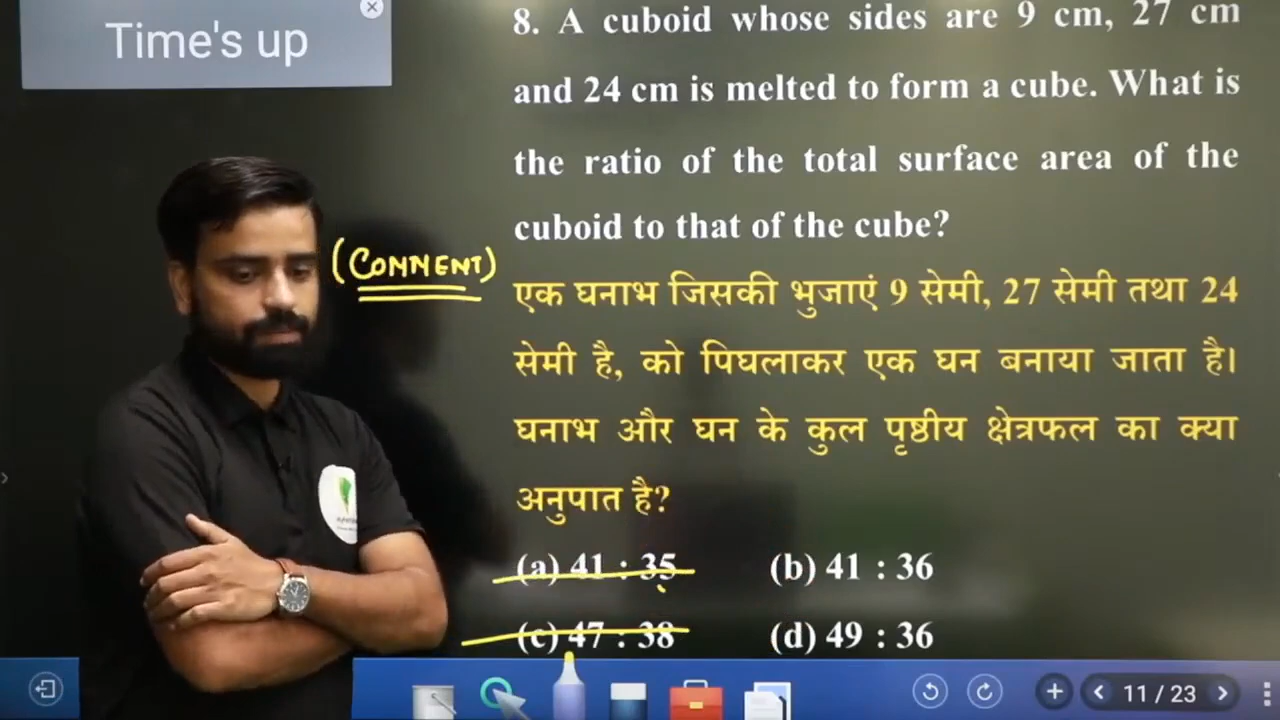 Time's up
8. A cuboid whose sides are 9 cm, 27 cm
and 24 cm is melted to form a cube. What is
the ratio of the total surface area of the
cuboid to that of the cube?
(COMMENT)
एक घनाभ जिसकी भुजाएं 9 सेमी, 27 सेमी तथा 24
सेमी है, को पिघलाकर एक घन बनाया जाता है।
घनाभ और घन के कुल पृष्ठीय क्षेत्रफल का क्या
अनुपात है?
(a) 41 : 35 (b) 41 : 36
(c) 47 : 38 (d) 49 : 36
11 / 23